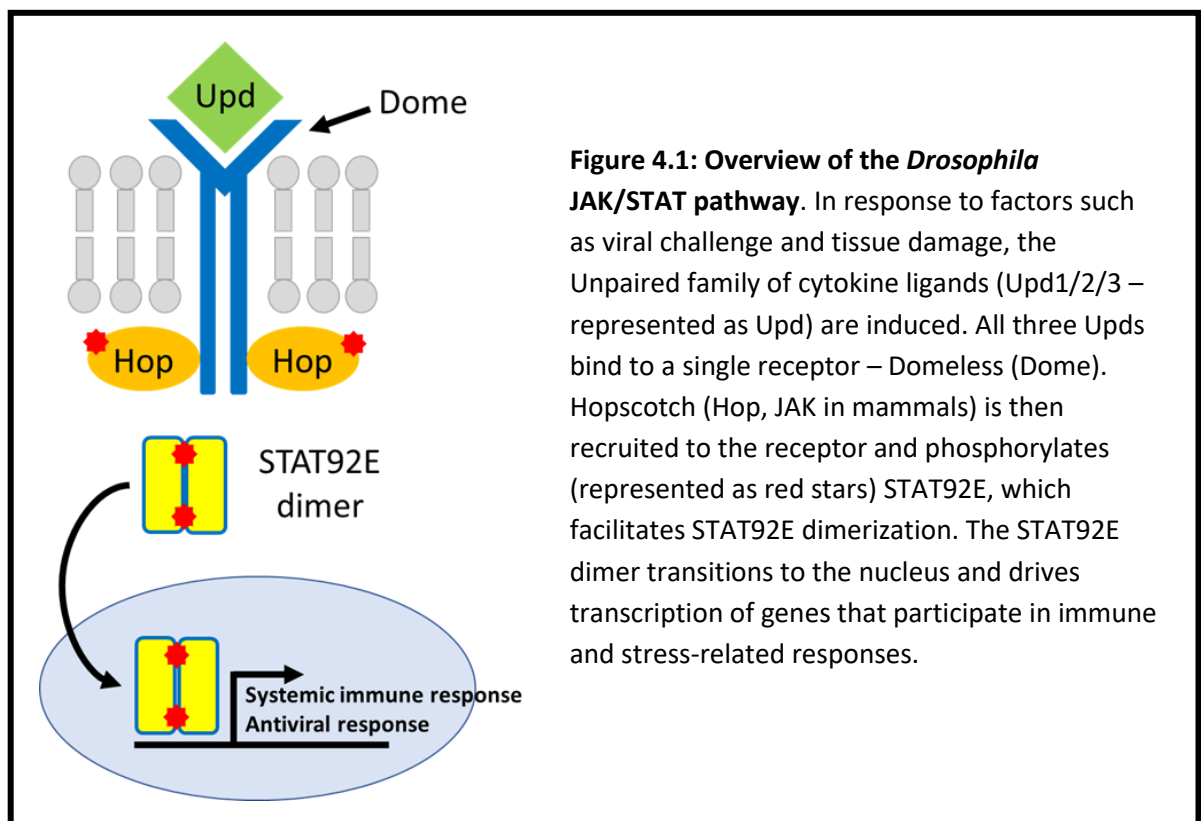 Upd
Dome
Hop
Hop
STAT92E
dimer
Systemic immune response
Antiviral response
Figure 4.1: Overview of the Drosophila
JAK/STAT pathway. In response to factors such
as viral challenge and tissue damage, the
Unpaired family of cytokine ligands (Upd1/2/3 –
represented as Upd) are induced. All three Upds
bind to a single receptor – Domeless (Dome).
Hopscotch (Hop, JAK in mammals) is then
recruited to the receptor and phosphorylates
(represented as red stars) STAT92E, which
facilitates STAT92E dimerization. The STAT92E
dimer transitions to the nucleus and drives
transcription of genes that participate in immune
and stress-related responses.